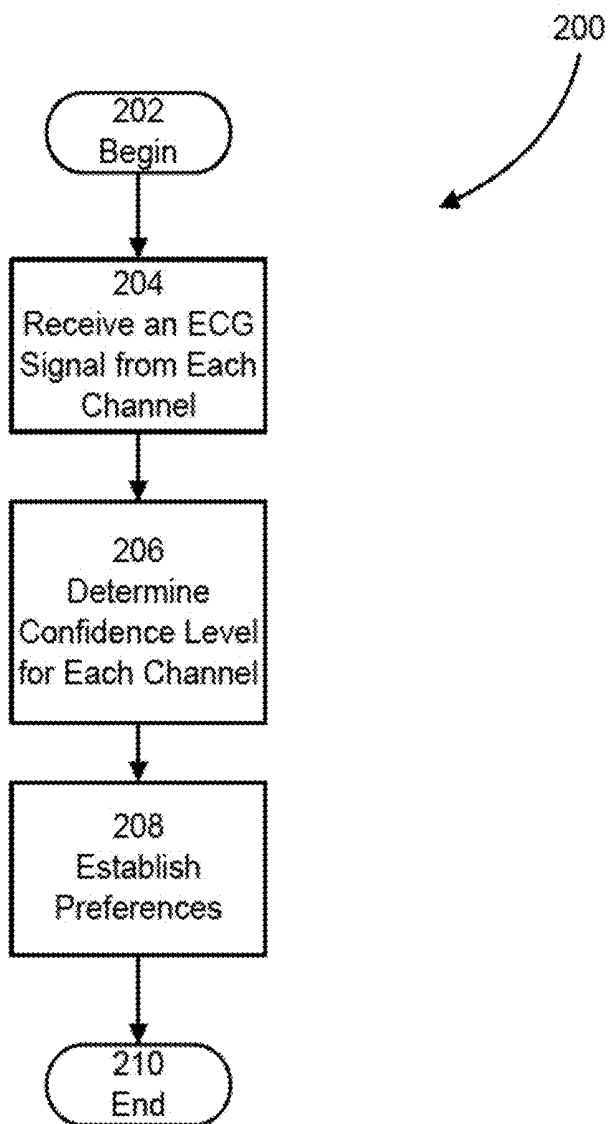 200
202
Begin
204
Receive an ECG
Signal from Each
Channel
206
Determine
Confidence Level
for Each Channel
208
Establish
Preferences
210
End